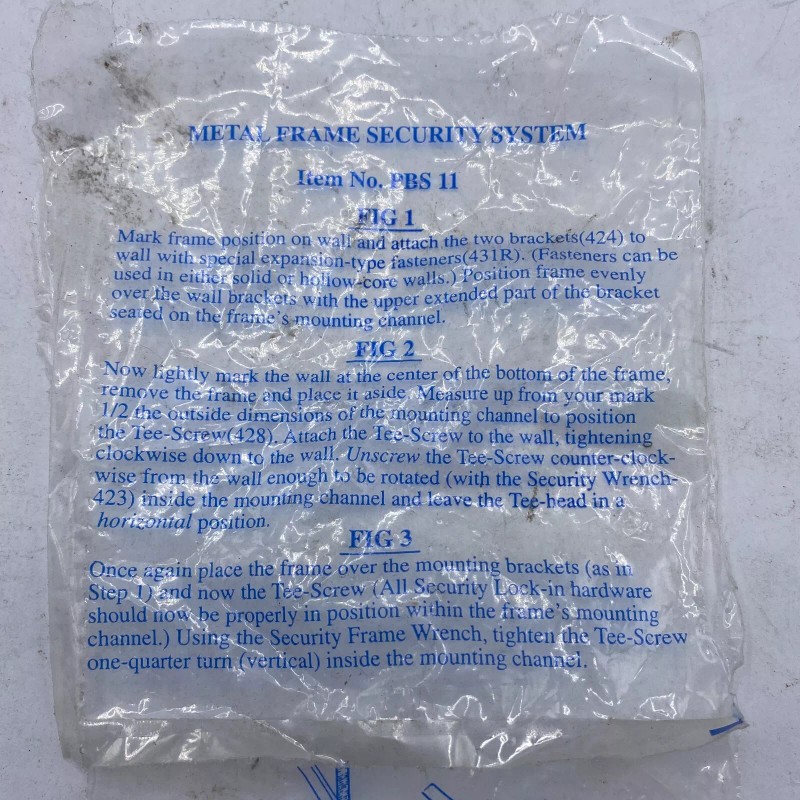 METAL FRAME SECURITY SYSTEM
Item No. PBS 11
FIG 1
Mark frame position on wall and attach the two brackets(424) to
wall with special expansion-type fasteners(431R). (Fasteners can be
used in either solid or hollow-core walls.) Position frame evenly
over the wall brackets with the upper extended part of the bracket
seated on the frame's mounting channel.
FIG 2
Now lightly mark the wall at the center of the bottom of the frame,
remove the frame and place it aside. Measure up from your mark
1/2 the outside dimensions of the mounting channel to position
the Tee-Screw(428). Attach the Tee-Screw to the wall, tightening
clockwise down to the wall. Unscrew the Tee-Screw counter-clock-
wise from the wall enough to be rotated (with the Security Wrench-
423) inside the mounting channel and leave the Tee-head in a
horizontal position.
FIG 3
Once again place the frame over the mounting brackets (as in
Step 1) and now the Tee-Screw (All Security Lock-in hardware
should now be properly in position within the frame's mounting
channel.) Using the Security Frame Wrench, tighten the Tee-Screw
one-quarter turn (vertical) inside the mounting channel.